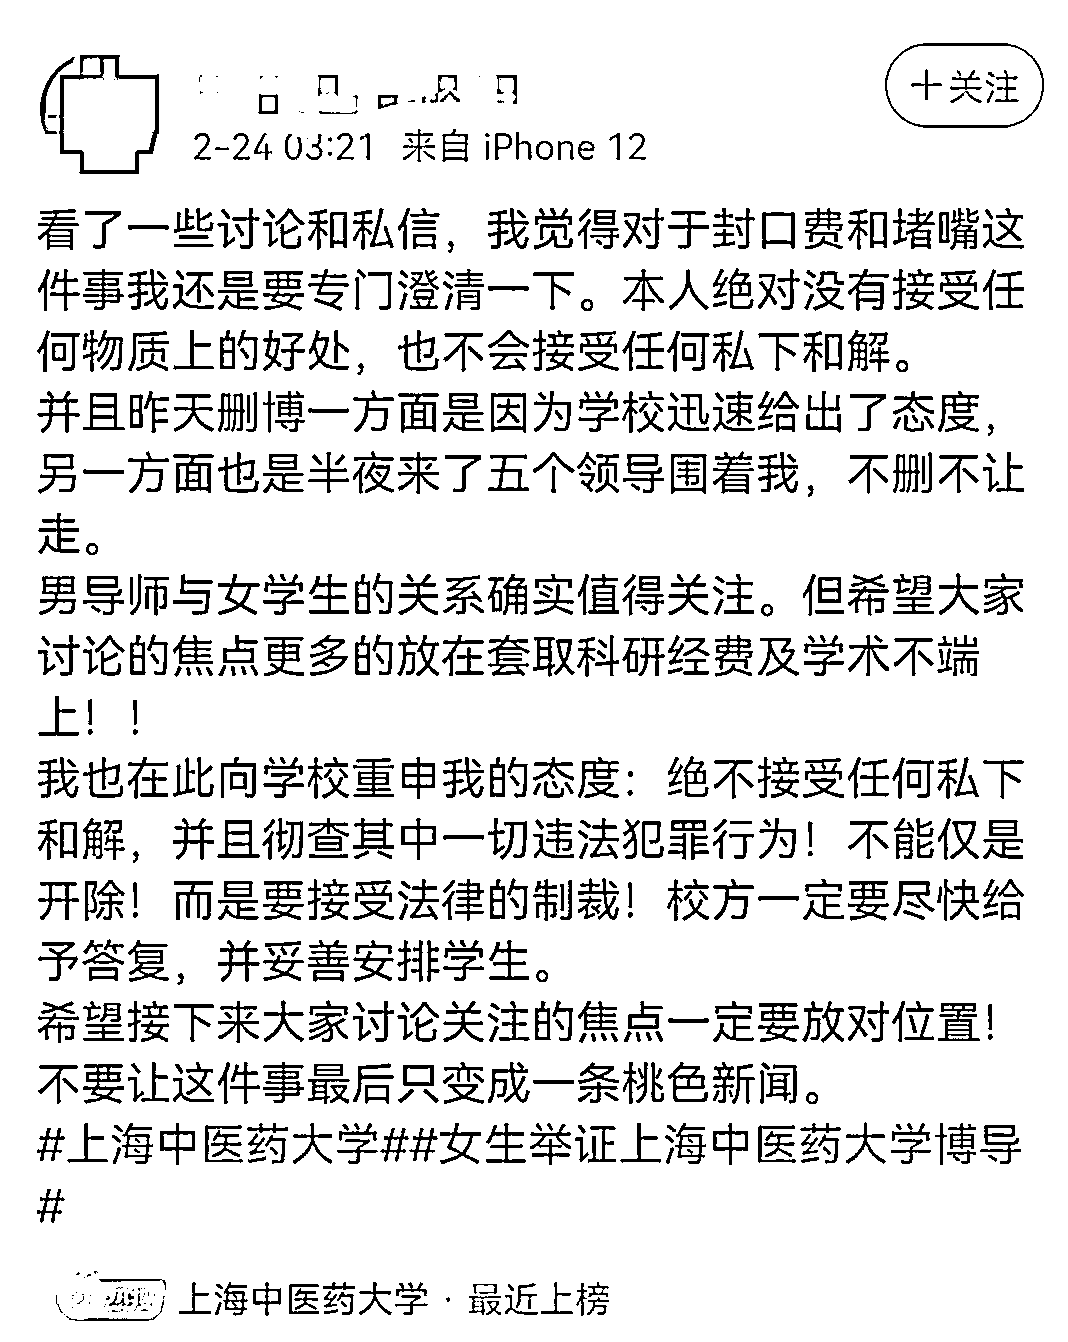 +关注
2-24 03:21 来自 iPhone 12
看了一些讨论和私信，我觉得对于封口费和堵嘴这
件事我还是要专门澄清一下。本人绝对没有接受任
何物质上的好处，也不会接受任何私下和解。
并且昨天删博一方面是因为学校迅速给出了态度，
另一方面也是半夜来了五个领导围着我，不删不让
走。
男导师与女学生的关系确实值得关注。但希望大家
讨论的焦点更多的放在套取科研经费及学术不端
上！！
我也在此向学校重申我的态度：绝不接受任何私下
和解，并且彻查其中一切违法犯罪行为！不能仅是
开除！而是要接受法律的制裁！校方一定要尽快给
予答复，并妥善安排学生。
希望接下来大家讨论关注的焦点一定要放对位置！
不要让这件事最后只变成一条桃色新闻。
#上海中医药大学##女生举证上海中医药大学博导
#
上海中医药大学 · 最近上榜